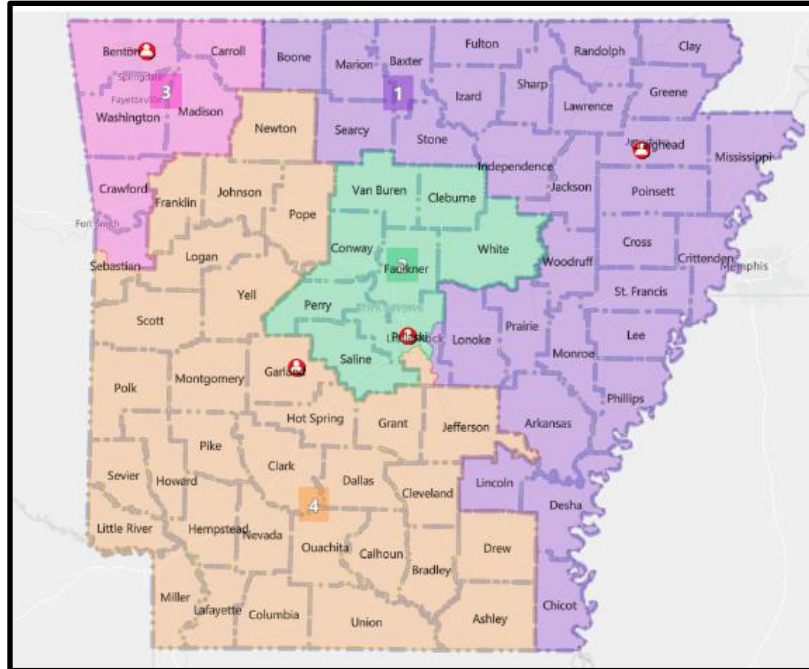 Benton
Carroll
Boone
Marion
Baxter
Fulton
Randolph
Clay
Springdale
3
Fayetteville
Washington
Madison
1
Izard
Sharp
Lawrence
Greene
Newton
Searcy
Stone
Craighead
Mississippi
Independence
Jackson
Poinsett
Crawford
Franklin
Johnson
Pope
Van Buren
Cleburne
Fort Smith
Logan
Conway
White
Woodruff
Cross
Crittenden
Memphis
Sebastian
Faulkner
St. Francis
Yell
Perry
Scott
Pulaski
Lonoke
Prairie
Lee
Monroe
Saline
Polk
Montgomery
Garland
Phillips
Hot Spring
Grant
Jefferson
Arkansas
Pike
Clark
Sevier
Howard
Dallas
Cleveland
Lincoln
Desha
4
Little River
Hempstead
Nevada
Ouachita
Calhoun
Bradley
Drew
Miller
Lafayette
Columbia
Union
Ashley
Chicot